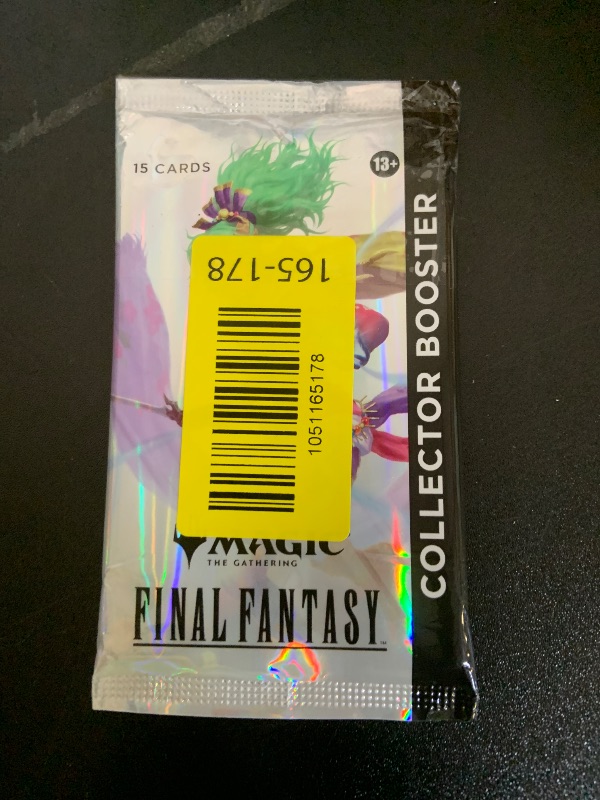 15 CARDS
13+
165-178
1051165178
MAGIC
THE GATHERING
FINAL FANTASY
COLLECTOR BOOSTER